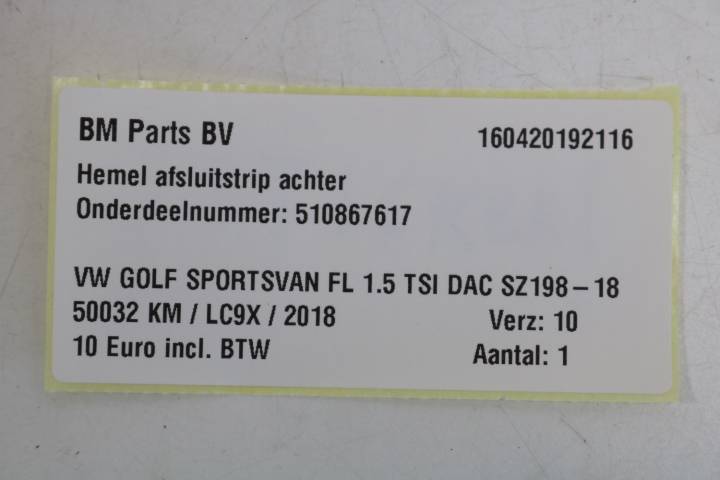 BM Parts BV 160420192116
Hemel afsluitstrip achter
Onderdeelnummer: 510867617
VW GOLF SPORTSVAN FL 1.5 TSI DAC SZ198-18
50032 KM / LC9X / 2018 Verz: 10
10 Euro incl. BTW Aantal: 1